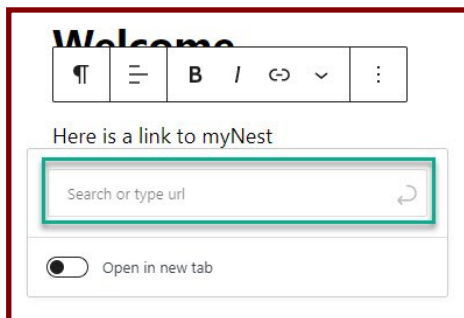 Welcome
¶ B I
Here is a link to myNest
Search or type url
Open in new tab